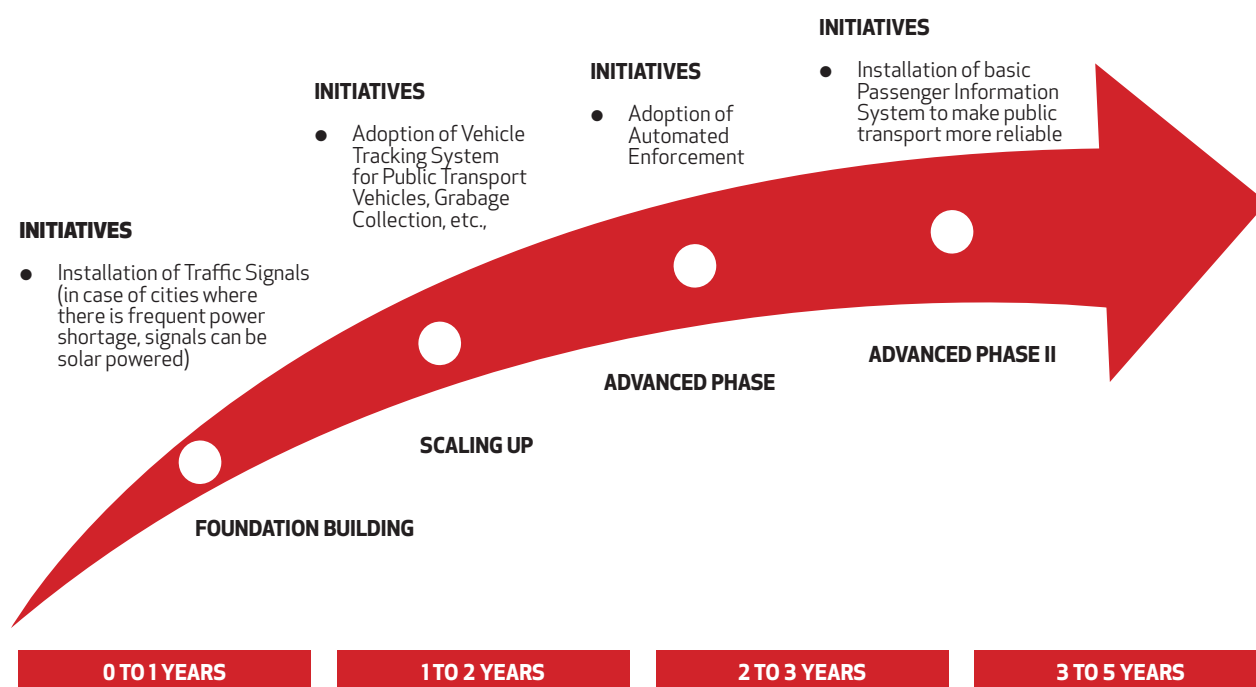 INITIATIVES
● Installation of Traffic Signals
(in case of cities where
there is frequent power
shortage, signals can be
solar powered)
FOUNDATION BUILDING
0 TO 1 YEARS
INITIATIVES
● Adoption of Vehicle
Tracking System
for Public Transport
Vehicles, Grabage
Collection, etc.,
SCALING UP
1 TO 2 YEARS
INITIATIVES
● Adoption of
Automated
Enforcement
ADVANCED PHASE
2 TO 3 YEARS
INITIATIVES
● Installation of basic
Passenger Information
System to make public
transport more reliable
ADVANCED PHASE II
3 TO 5 YEARS